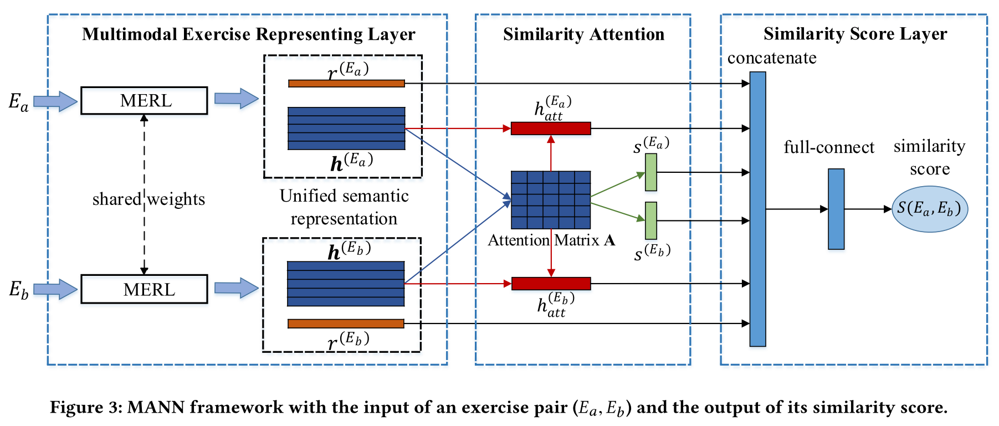 Multimodal Exercise Representing Layer
Similarity Attention
Similarity Score Layer
concatenate
r^(E_a)
E_a
MERL
h_att^(E_a)
h^(E_a)
s^(E_a)
full-connect
similarity
score
shared weights
Unified semantic
representation
S(E_a, E_b)
Attention Matrix A
h^(E_b)
s^(E_b)
E_b
MERL
h_att^(E_b)
r^(E_b)
Figure 3: MANN framework with the input of an exercise pair (E_a, E_b) and the output of its similarity score.